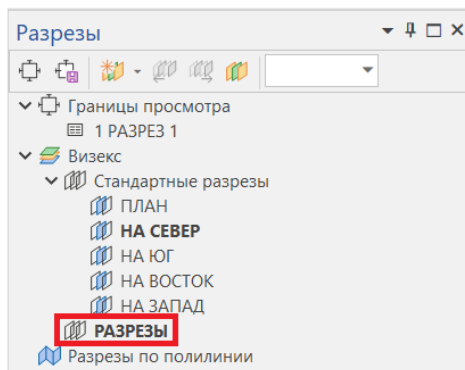 Разрезы
Границы просмотра
1 РАЗРЕЗ 1
Визекс
Стандартные разрезы
ПЛАН
НА СЕВЕР
НА ЮГ
НА ВОСТОК
НА ЗАПАД
РАЗРЕЗЫ
Разрезы по полилинии